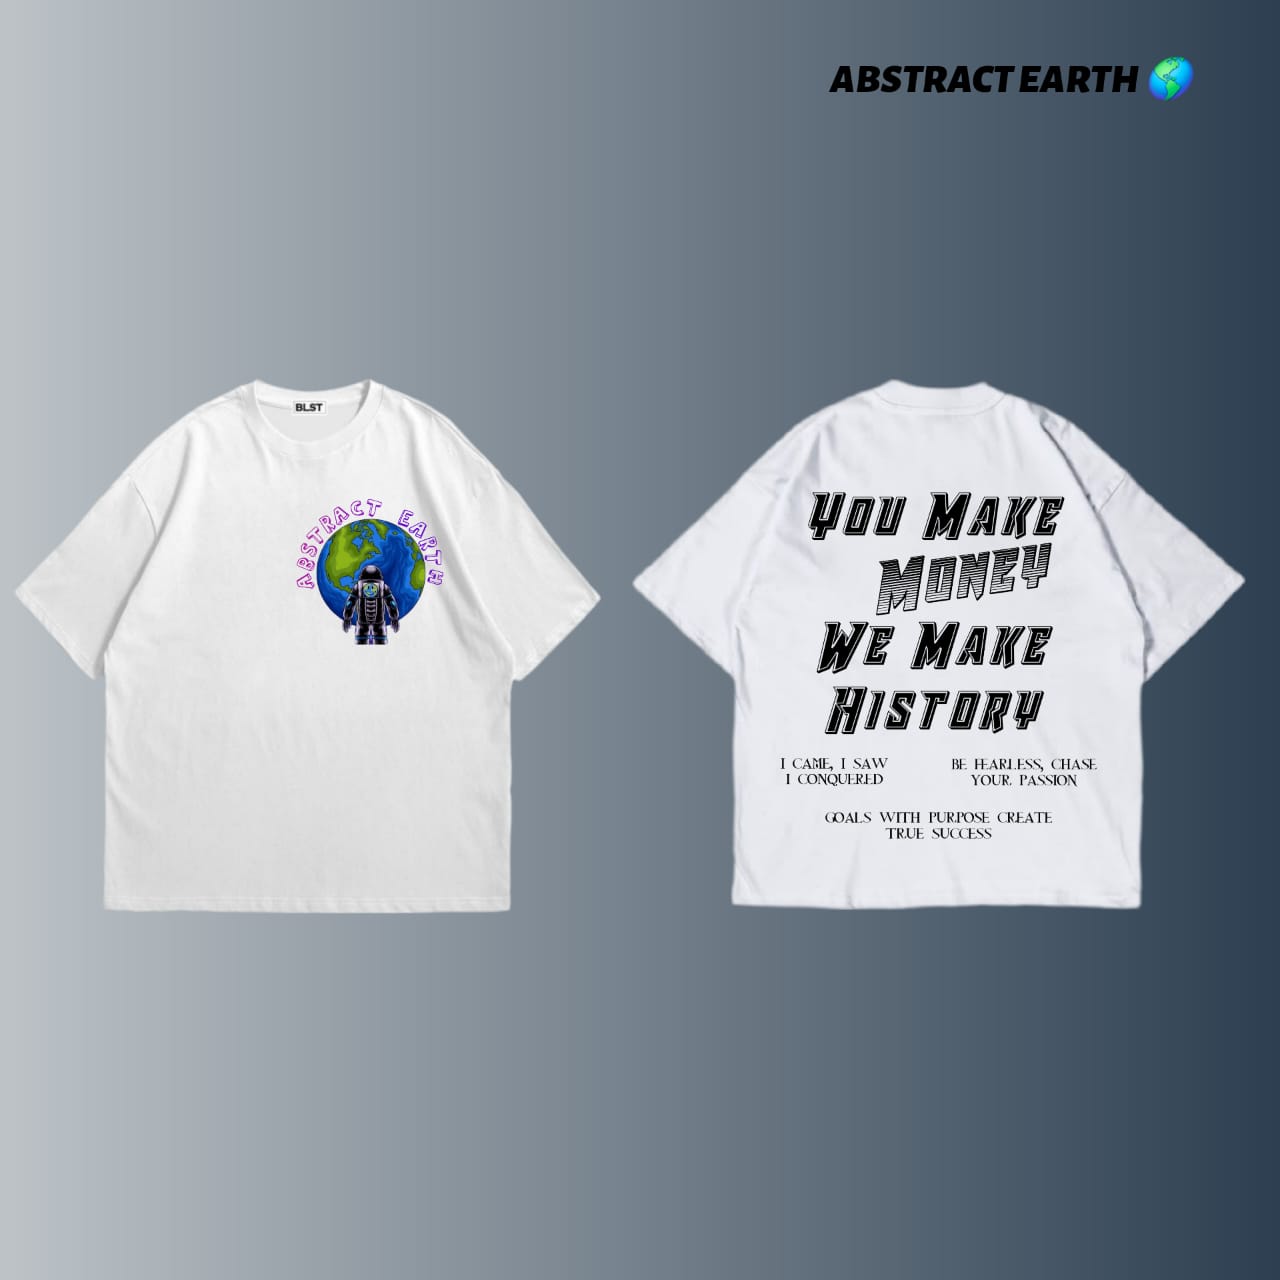 ABSTRACT EARTH
BLST
ABSTRACT EARTH
YOU MAKE
MONEY
WE MAKE
HISTORY
I CAME, I SAW
I CONQUERED
BE FEARLESS, CHASE
YOUR PASSION
GOALS WITH PURPOSE CREATE
TRUE SUCCESS